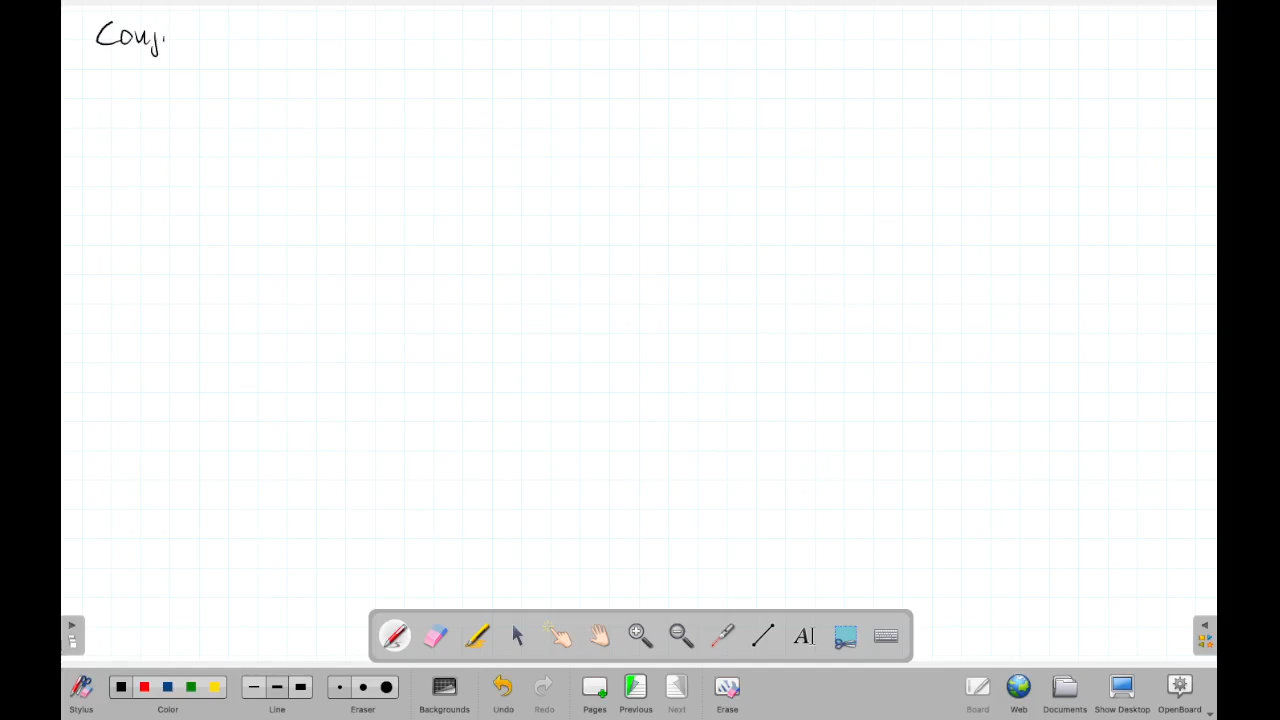 Conj.
Stylus
Color
Line
Eraser
Backgrounds
Undo
Redo
Pages
Previous
Next
Erase
Board
Web
Documents
Show Desktop
OpenBoard